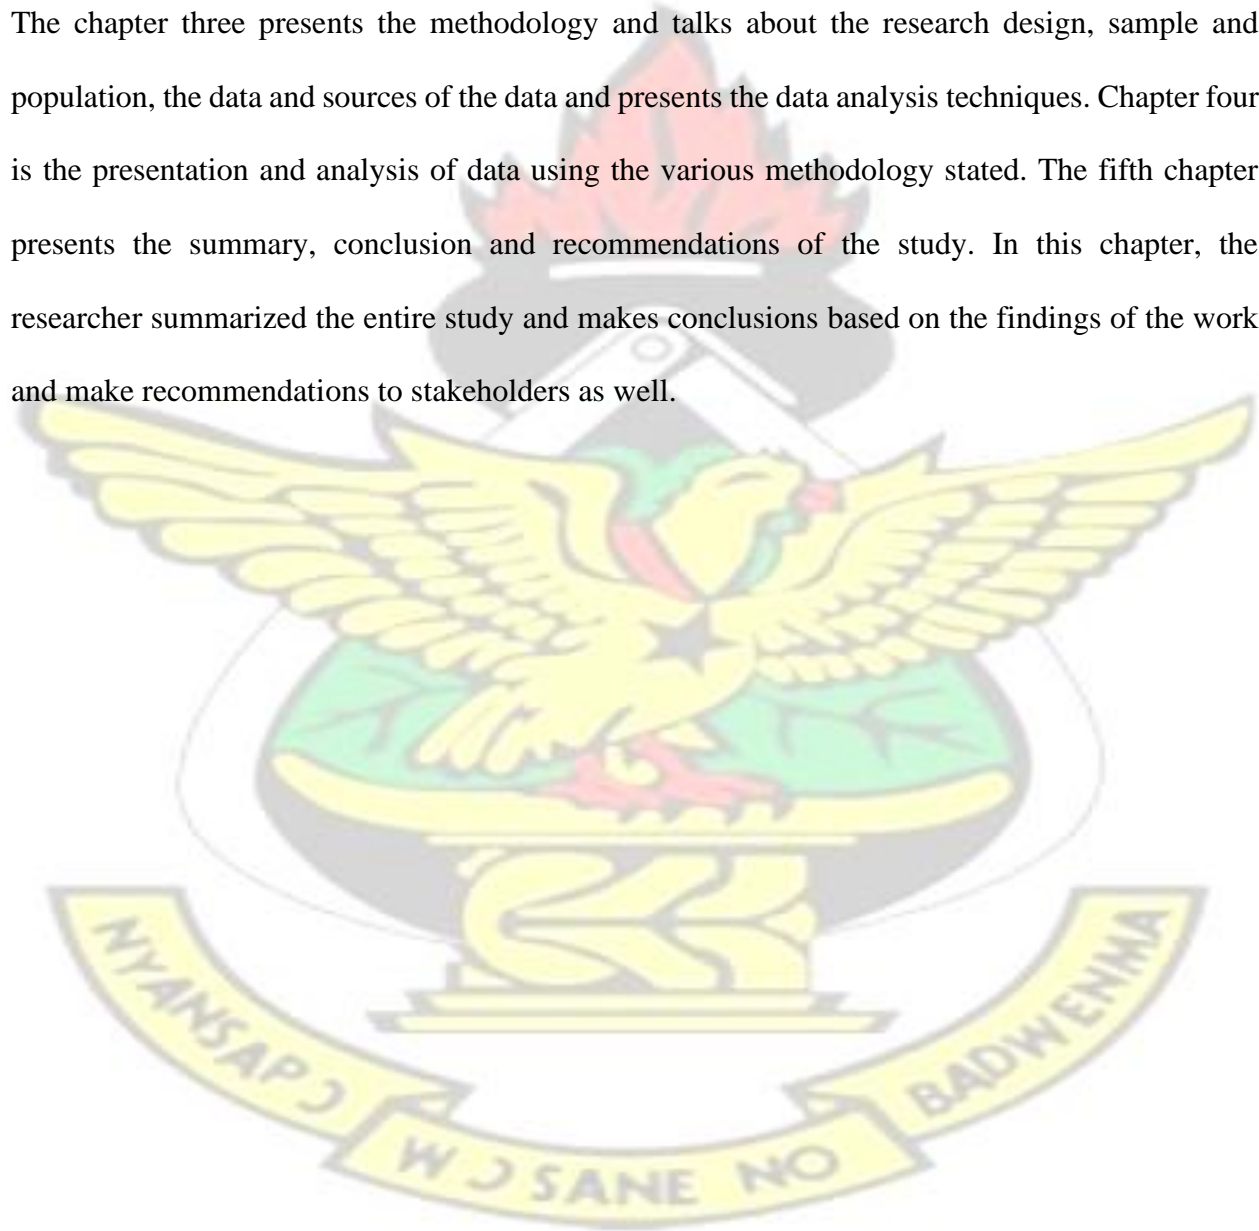 The chapter three presents the methodology and talks about the research design, sample and
population, the data and sources of the data and presents the data analysis techniques. Chapter four
is the presentation and analysis of data using the various methodology stated. The fifth chapter
presents the summary, conclusion and recommendations of the study. In this chapter, the
researcher summarized the entire study and makes conclusions based on the findings of the work
and make recommendations to stakeholders as well.
NYANSAPƆ
WƆSANE NO
BADWENMA